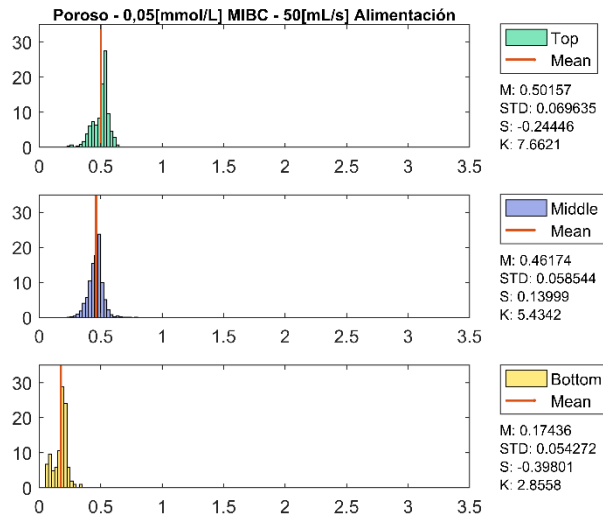 Poroso - 0,05[mmol/L] MIBC - 50[mL/s] Alimentación
30
20
10
0
0 0.5 1 1.5 2 2.5 3 3.5
Top
Mean
M: 0.50157
STD: 0.069635
S: -0.24446
K: 7.6621
30
20
10
0
0 0.5 1 1.5 2 2.5 3 3.5
Middle
Mean
M: 0.46174
STD: 0.058544
S: 0.13999
K: 5.4342
30
20
10
0
0 0.5 1 1.5 2 2.5 3 3.5
Bottom
Mean
M: 0.17436
STD: 0.054272
S: -0.39801
K: 2.8558